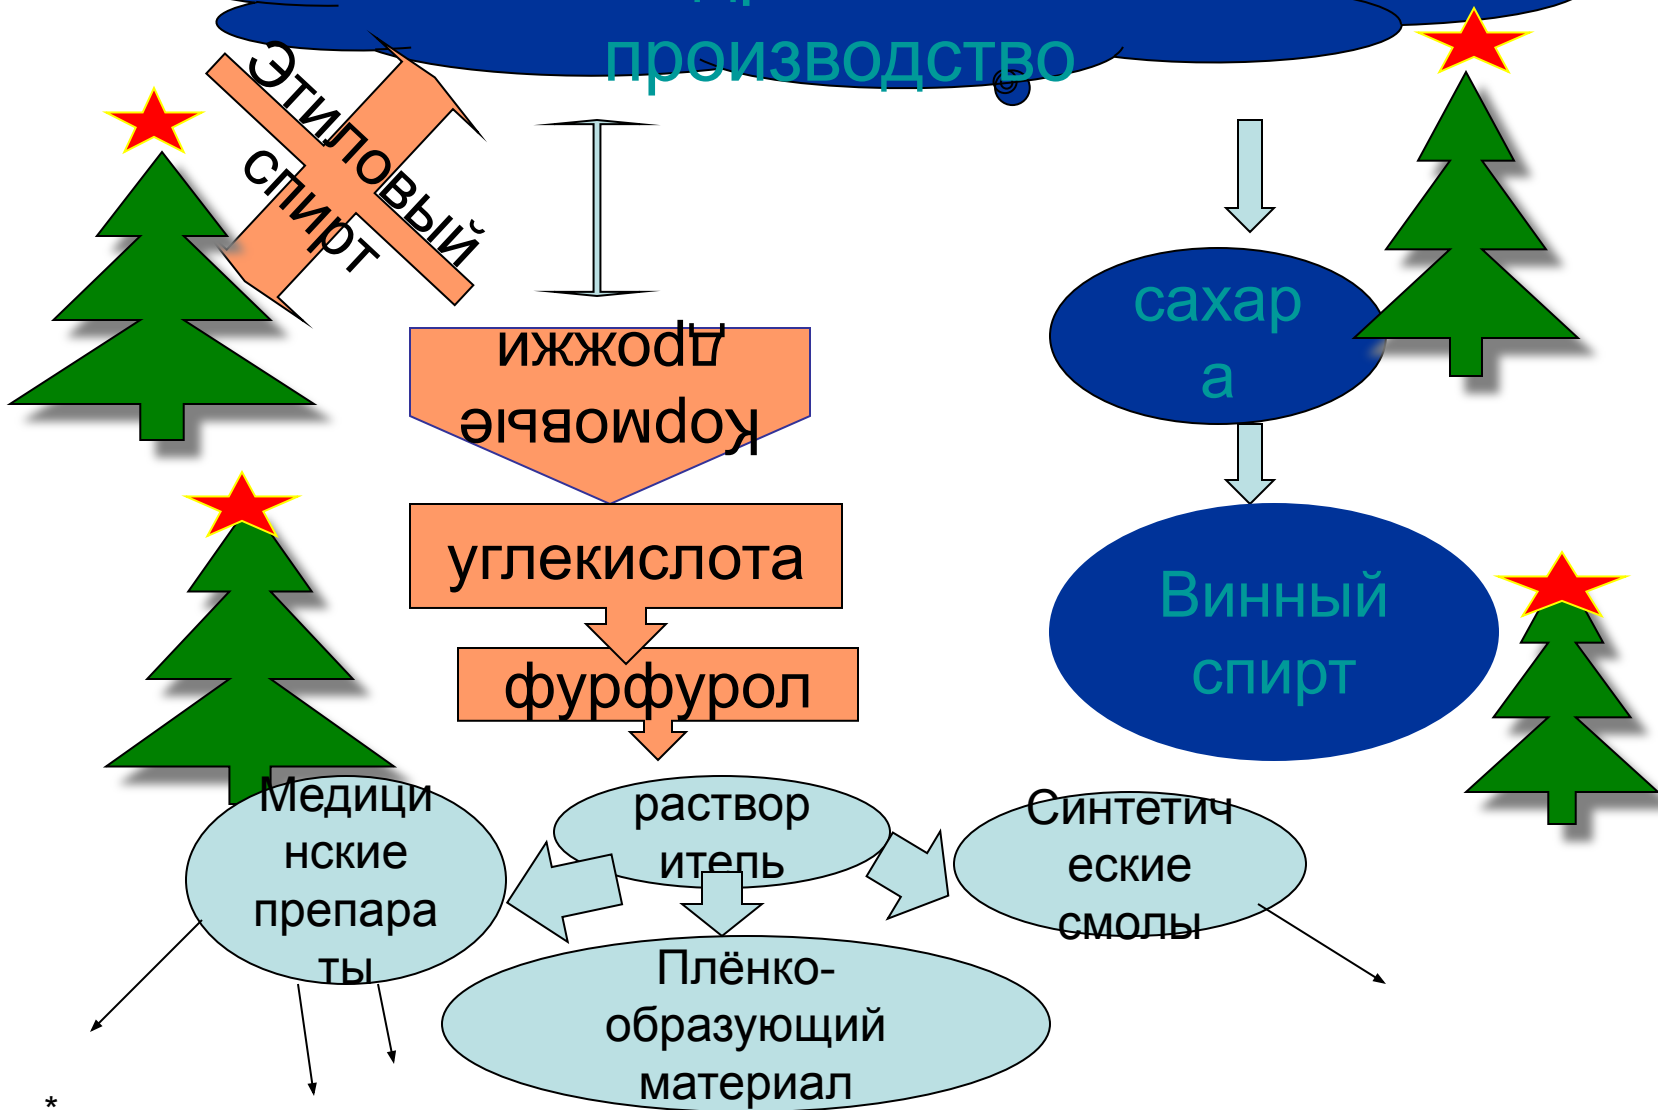 производство
Этиловый
спирт
Кормовые
дрожжи
углекислота
фурфурол
сахар
а
Винный
спирт
Медици
нские
препара
ты
раствор
итель
Синтетич
еские
смолы
Плёнко-
образующий
материал
*